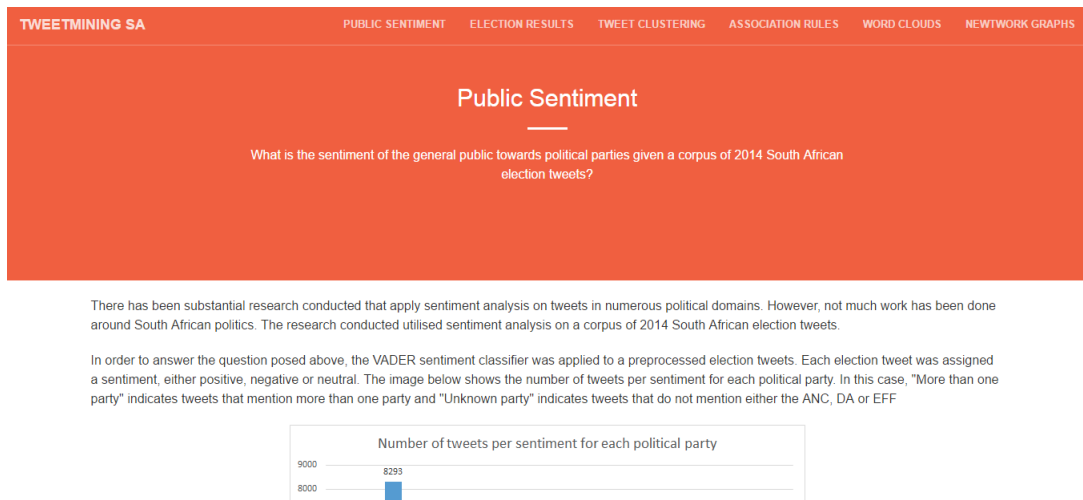 TWEETMINING SA PUBLIC SENTIMENT ELECTION RESULTS TWEET CLUSTERING ASSOCIATION RULES WORD CLOUDS NEWTWORK GRAPHS
Public Sentiment
What is the sentiment of the general public towards political parties given a corpus of 2014 South African
election tweets?
There has been substantial research conducted that apply sentiment analysis on tweets in numerous political domains. However, not much work has been done
around South African politics. The research conducted utilised sentiment analysis on a corpus of 2014 South African election tweets.
In order to answer the question posed above, the VADER sentiment classifier was applied to a preprocessed election tweets. Each election tweet was assigned
a sentiment, either positive, negative or neutral. The image below shows the number of tweets per sentiment for each political party. In this case, "More than one
party" indicates tweets that mention more than one party and "Unknown party" indicates tweets that do not mention either the ANC, DA or EFF
Number of tweets per sentiment for each political party
9000
8293
8000